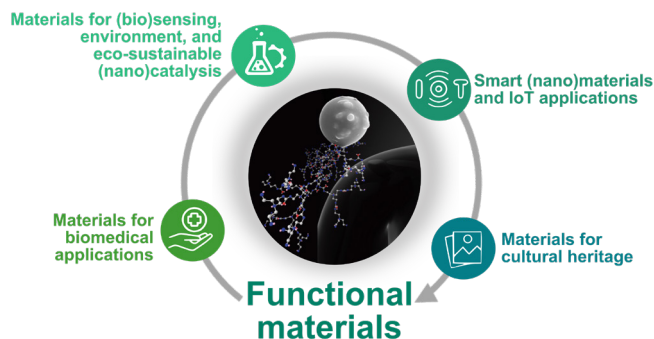 Materials for (bio)sensing,
environment, and
eco-sustainable
(nano)catalysis
IOT
Smart (nano)materials
and IoT applications
Materials for
biomedical
applications
Materials for
cultural heritage
Functional
materials